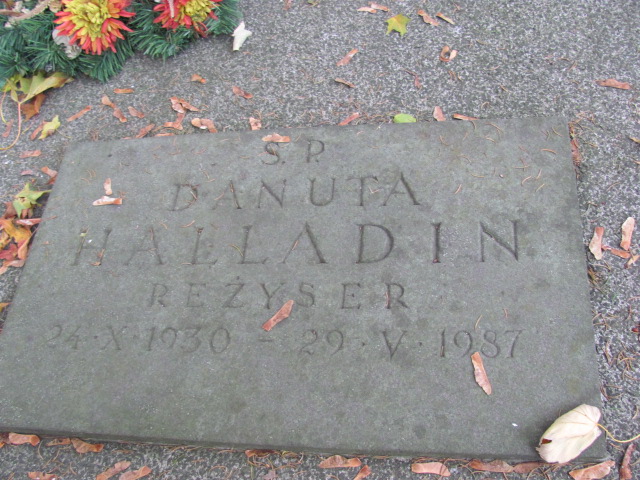 S.P.
DANUTA
HALLADIN
REŻYSER
24·X·1930 – 29·V·1987